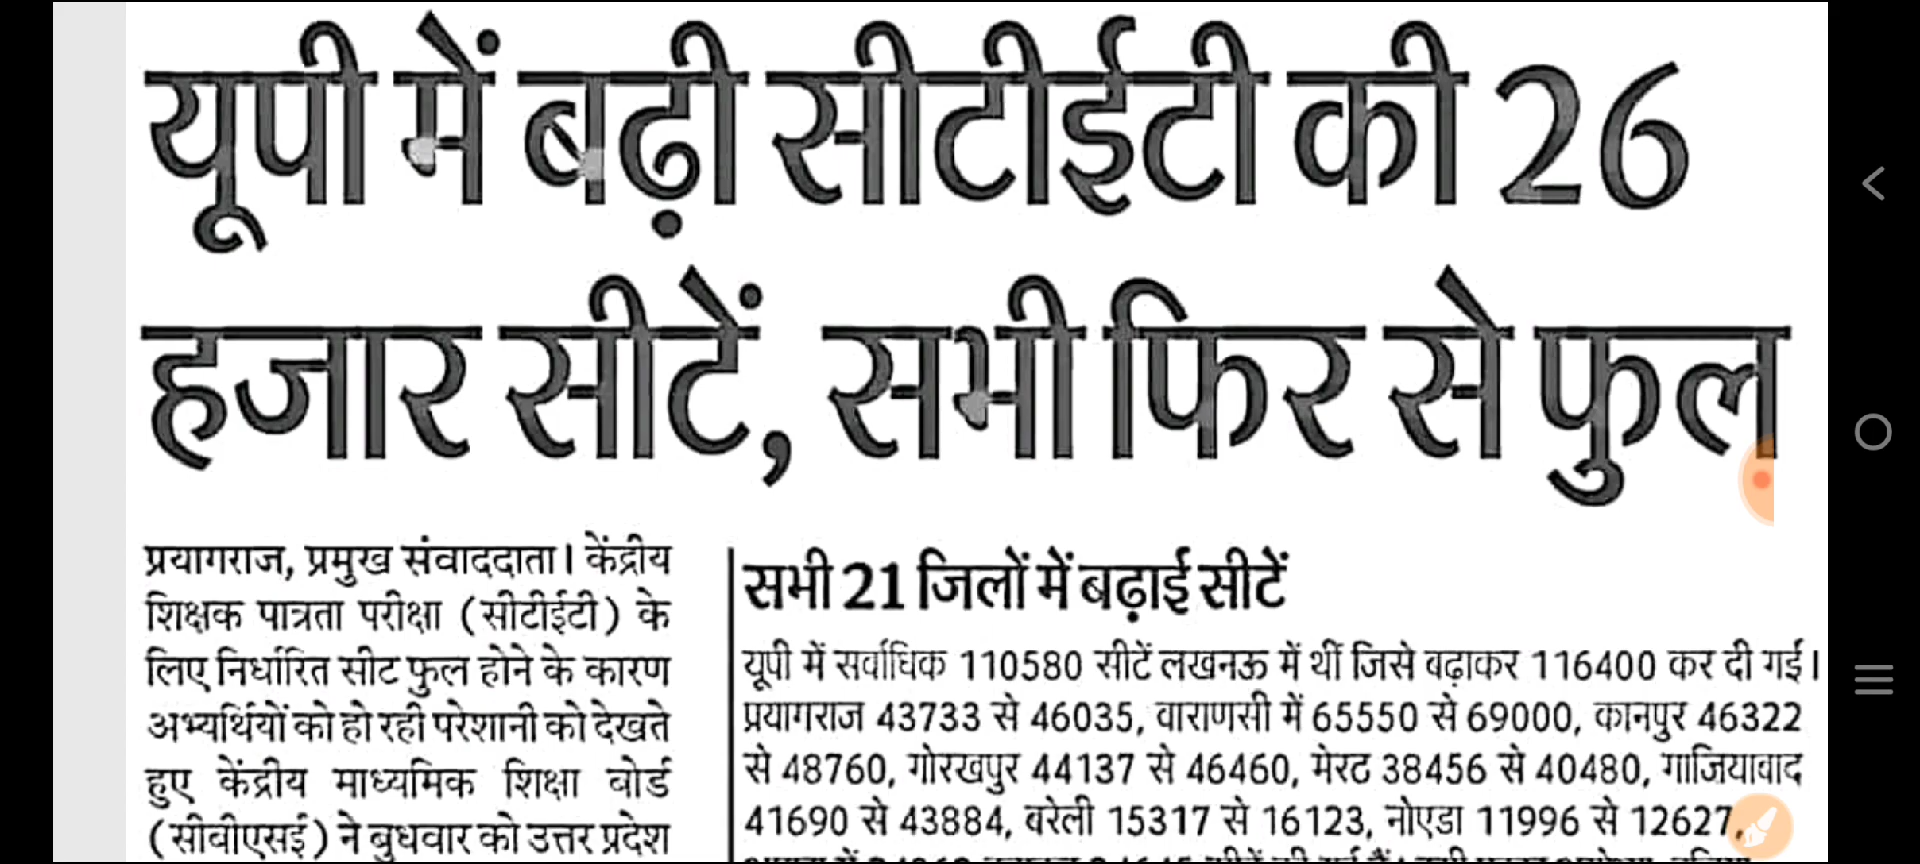 यूपी में बढ़ी सीटीईटी की 26
हजार सीटें, सभी फिर से फुल
प्रयागराज, प्रमुख संवाददाता। केंद्रीय
शिक्षक पात्रता परीक्षा (सीटीईटी) के
लिए निर्धारित सीट फुल होने के कारण
अभ्यर्थियों को हो रही परेशानी को देखते
हुए केंद्रीय माध्यमिक शिक्षा बोर्ड
(सीबीएसई) ने बुधवार को उत्तर प्रदेश
सभी 21 जिलों में बढ़ाई सीटें
यूपी में सर्वाधिक 110580 सीटें लखनऊ में थीं जिसे बढ़ाकर 116400 कर दी गई।
प्रयागराज 43733 से 46035, वाराणसी में 65550 से 69000, कानपुर 46322
से 48760, गोरखपुर 44137 से 46460, मेरठ 38456 से 40480, गाजियाबाद
41690 से 43884, बरेली 15317 से 16123, नोएडा 11996 से 12627,